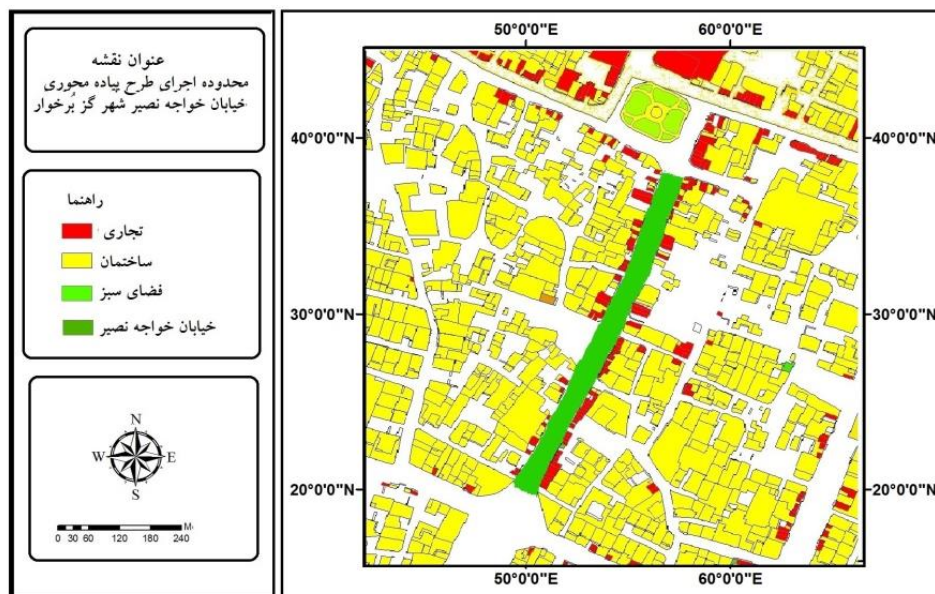 عنوان نقشه
محدوده اجرای طرح پیاده محوری
خیابان خواجه نصیر شهر گز بُرخوار
راهنما
تجاری
ساختمان
فضای سبز
خیابان خواجه نصیر
N
W E
S
M
0 30 60 120 180 240
50°0'0"E 60°0'0"E
40°0'0"N 40°0'0"N
30°0'0"N 30°0'0"N
20°0'0"N 20°0'0"N
50°0'0"E 60°0'0"E